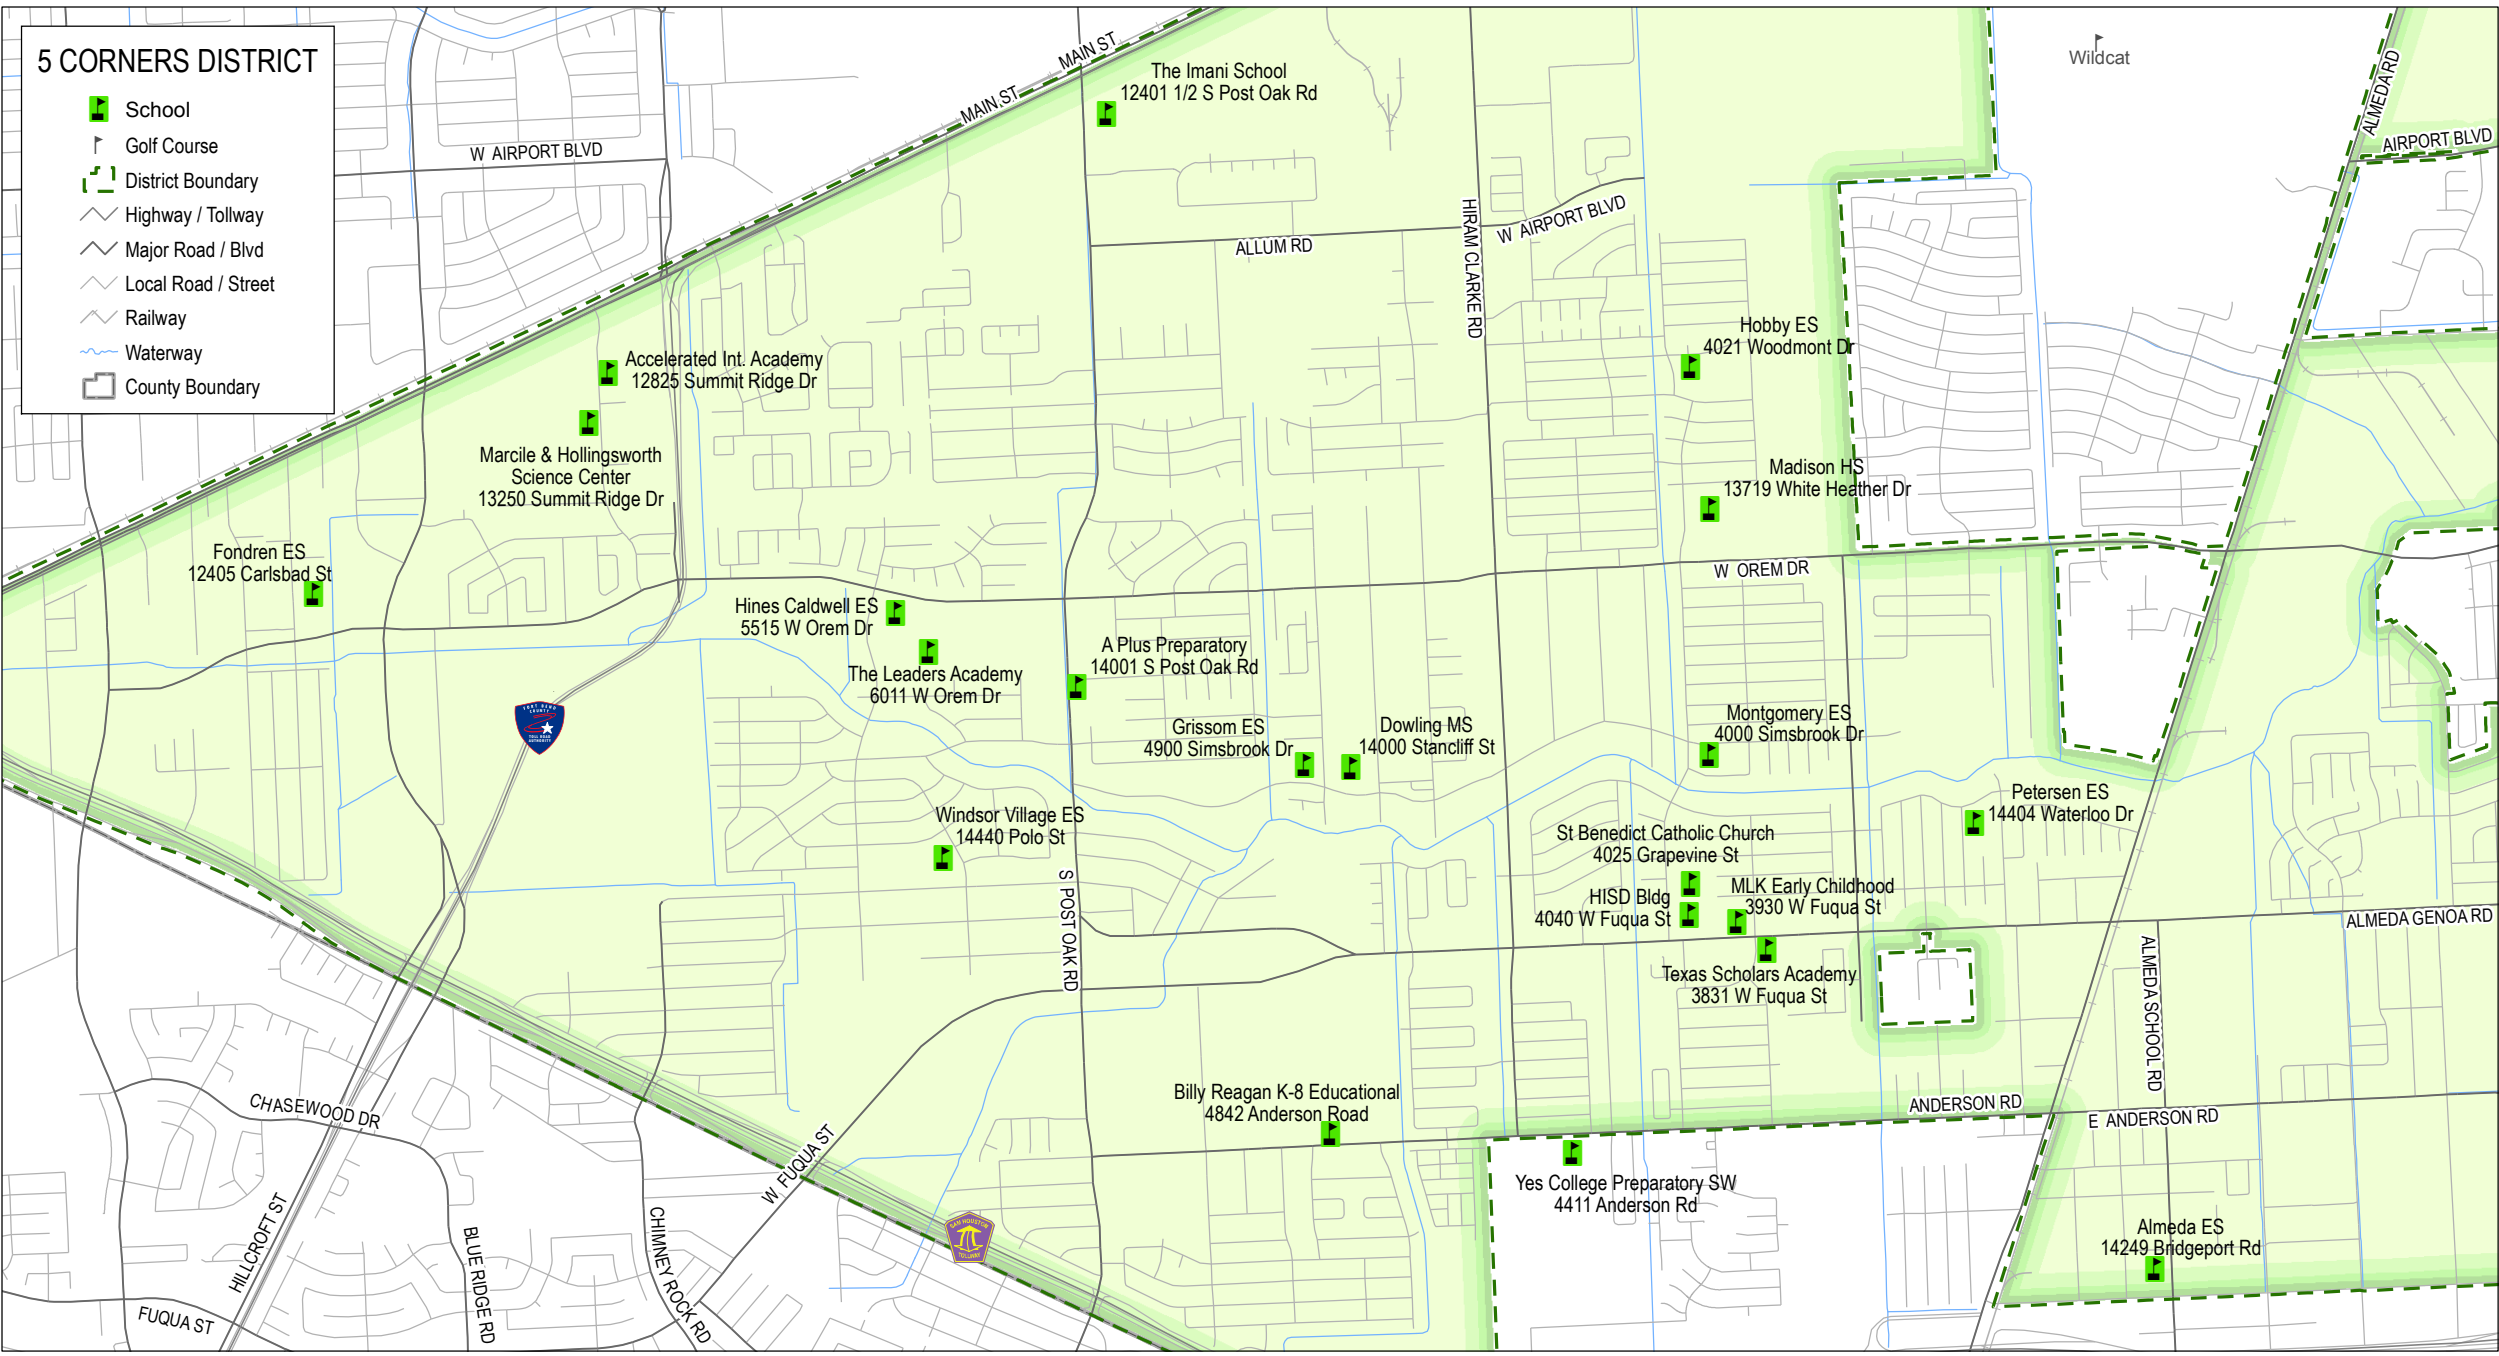 5 CORNERS DISTRICT
School
Golf Course
District Boundary
Highway / Tollway
Major Road / Blvd
Local Road / Street
Railway
Waterway
County Boundary
MAIN ST
MAIN ST
The Imani School
12401 1/2 S Post Oak Rd
Wildcat
ALMEDA RD
AIRPORT BLVD
W AIRPORT BLVD
ALLUM RD
HIRAM CLARKE RD
W AIRPORT BLVD
Hobby ES
4021 Woodmont Dr
Accelerated Int. Academy
12825 Summit Ridge Dr
Marcile & Hollingsworth
Science Center
13250 Summit Ridge Dr
Madison HS
13719 White Heather Dr
Fondren ES
12405 Carlsbad St
W OREM DR
Hines Caldwell ES
5515 W Orem Dr
The Leaders Academy
6011 W Orem Dr
A Plus Preparatory
14001 S Post Oak Rd
FORT BEND
COUNTY
TOLL ROAD
AUTHORITY
Grissom ES
4900 Simsbrook Dr
Dowling MS
14000 Stancliff St
Montgomery ES
4000 Simsbrook Dr
Windsor Village ES
14440 Polo St
Petersen ES
14404 Waterloo Dr
St Benedict Catholic Church
4025 Grapevine St
HISD Bldg
4040 W Fuqua St
MLK Early Childhood
3930 W Fuqua St
S POST OAK RD
ALMEDA GENOA RD
Texas Scholars Academy
3831 W Fuqua St
ALMEDA SCHOOL RD
Billy Reagan K-8 Educational
4842 Anderson Road
ANDERSON RD
E ANDERSON RD
CHASEWOOD DR
W FUQUA ST
Yes College Preparatory SW
4411 Anderson Rd
HILLCROFT ST
BLUE RIDGE RD
CHIMNEY ROCK RD
SAN HOUSTON
TOLLWAY
Almeda ES
14249 Bridgeport Rd
FUQUA ST